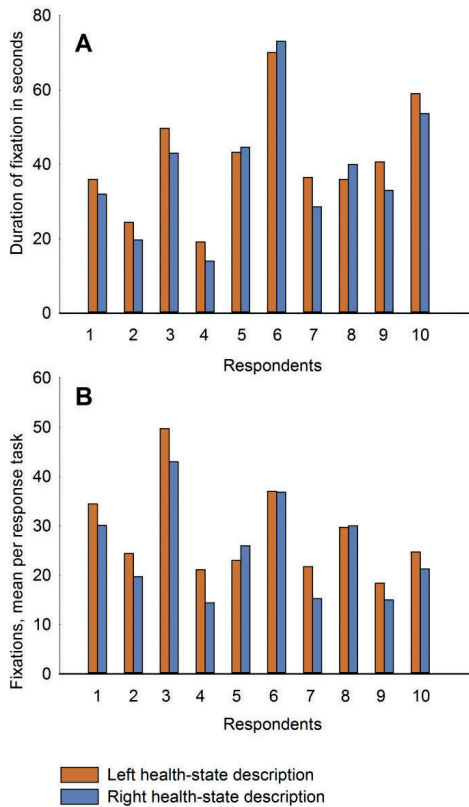 A
Duration of fixation in seconds
80
60
40
20
0
1 2 3 4 5 6 7 8 9 10
Respondents
B
Fixations, mean per response task
60
50
40
30
20
10
0
1 2 3 4 5 6 7 8 9 10
Respondents
Left health-state description
Right health-state description